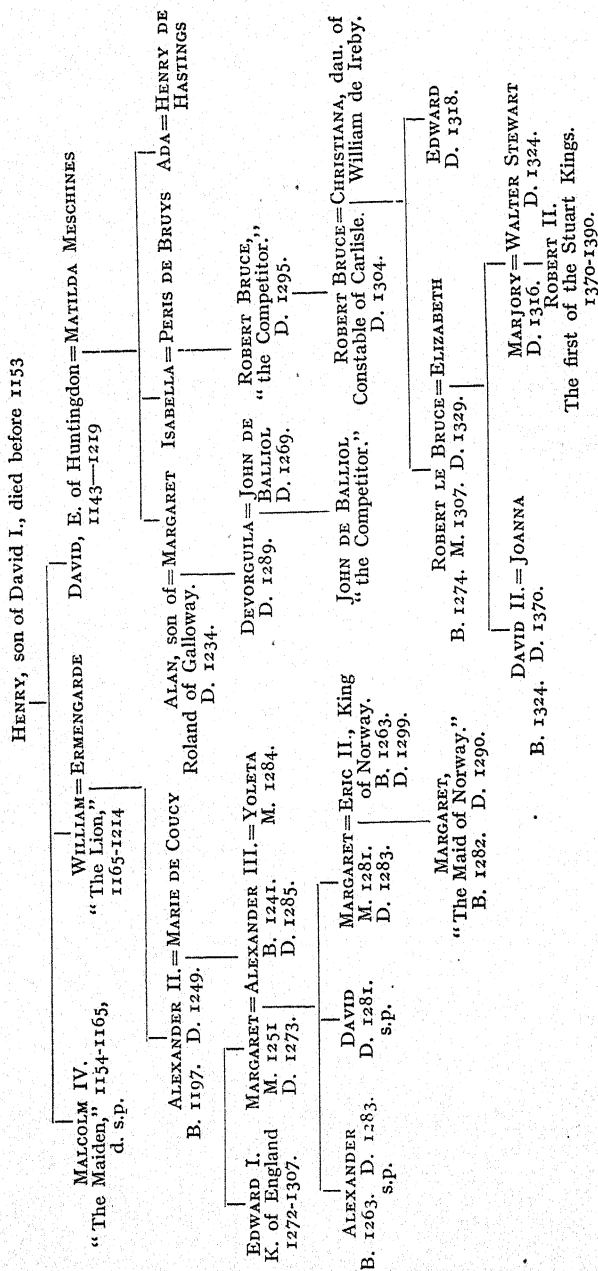 HENRY, son of David I., died before 1153
MALCOLM IV.
"The Maiden," 1154-1165,
d. s.p.
WILLIAM=ERMENGARDE
"The Lion,"
1165-1214
DAVID, E. of Huntingdon=MATILDA MESCHINES
1143—1219
ALEXANDER II.=MARIE DE COUCY
B. 1197. D. 1249.
ALAN, son of=MARGARET
Roland of Galloway.
D. 1234.
ISABELLA=PERIS DE BRUYS
ADA=HENRY DE
HASTINGS
EDWARD I.
K. of England
1272-1307.
MARGARET=ALEXANDER III.=YOLETA
M. 1251
D. 1273.
B. 1241.
D. 1285.
M. 1284.
DEVORGUILA=JOHN DE
BALLIOL
D. 1289.
D. 1269.
ROBERT BRUCE,
"the Competitor."
D. 1295.
ALEXANDER
B. 1263. D. 1283.
s.p.
DAVID
D. 1281.
s.p.
MARGARET=ERIC II., King
of Norway.
M. 1281.
D. 1283.
B. 1263.
D. 1299.
JOHN DE BALLIOL
"the Competitor."
ROBERT BRUCE=CHRISTIANA, dau. of
Constable of Carlisle.
William de Ireby.
D. 1304.
MARGARET,
"The Maid of Norway."
B. 1282. D. 1290.
ROBERT LE BRUCE=ELIZABETH
B. 1274. M. 1307. D. 1329.
EDWARD
D. 1318.
DAVID II.=JOANNA
B. 1324. D. 1370.
MARJORY=WALTER STEWART
D. 1316.
D. 1324.
ROBERT II.
The first of the Stuart Kings.
1370-1390.